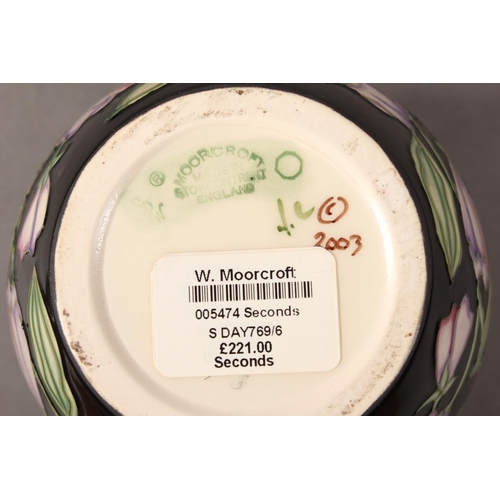 MOORCROFT
MADE IN
STOKE-ON-TRENT
ENGLAND
©
2003
W. Moorcroft
005474 Seconds
S DAY769/6
£221.00
Seconds